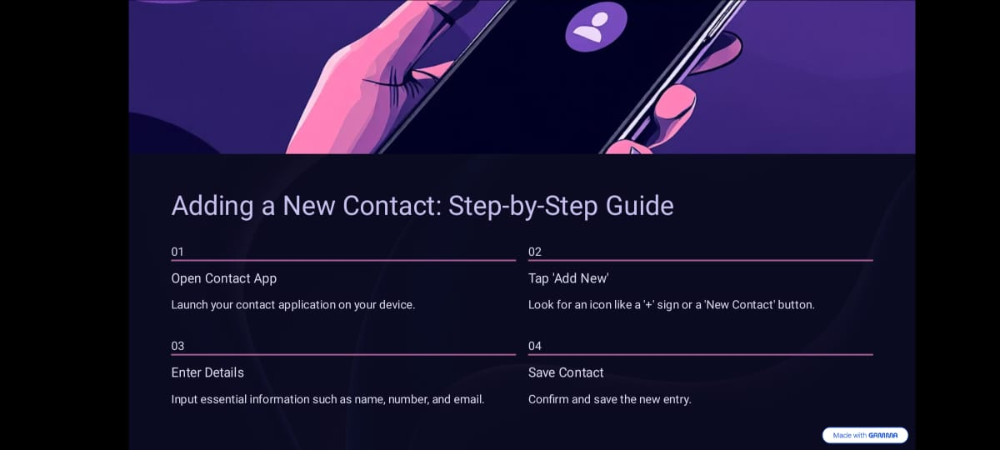 Adding a New Contact: Step-by-Step Guide
01
Open Contact App
Launch your contact application on your device.
02
Tap 'Add New'
Look for an icon like a '+' sign or a 'New Contact' button.
03
Enter Details
Input essential information such as name, number, and email.
04
Save Contact
Confirm and save the new entry.
Made with GAMMA